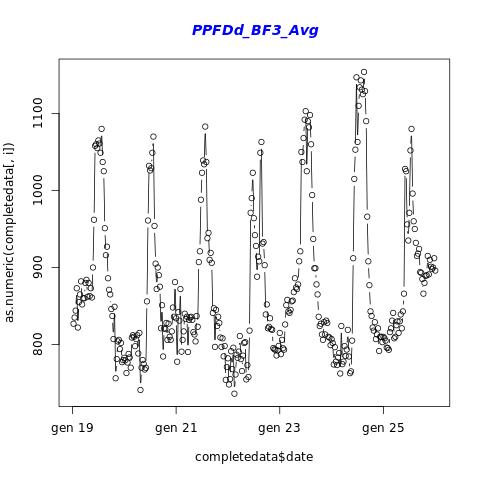 PPFDd_BF3_Avg
as.numeric(completedata[, i])
1100
1000
900
800
gen 19
gen 21
gen 23
gen 25
completedata$date